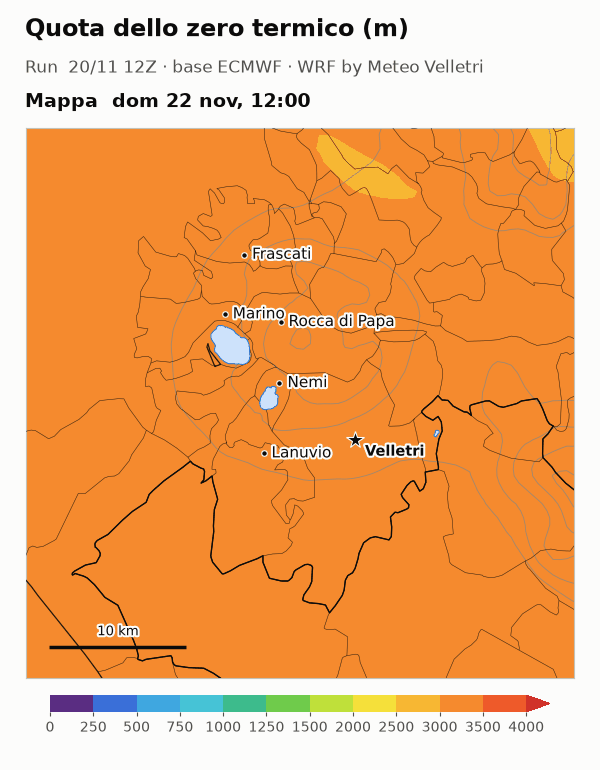 Quota dello zero termico (m)
Run  20/11 12Z · base ECMWF · WRF by Meteo Velletri
Mappa  dom 22 nov, 12:00
Frascati
Marino
Rocca di Papa
Nemi
Velletri
Lanuvio
10 km
0 250 500 750 1000 1250 1500 2000 2500 3000 3500 4000